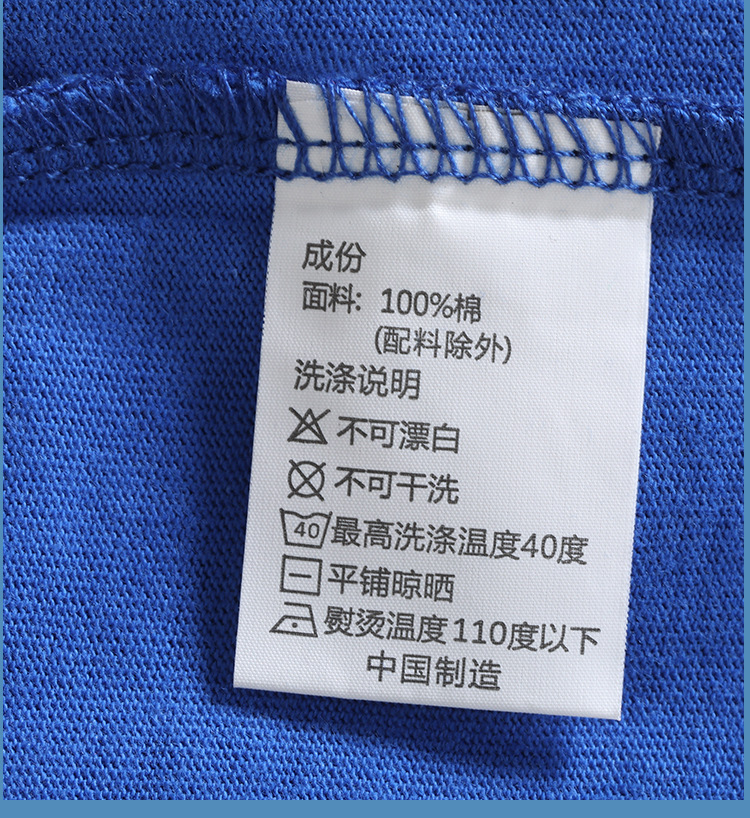 成份
面料: 100%棉
(配料除外)
洗涤说明
不可漂白
不可干洗
40 最高洗涤温度40度
平铺晾晒
熨烫温度110度以下
中国制造